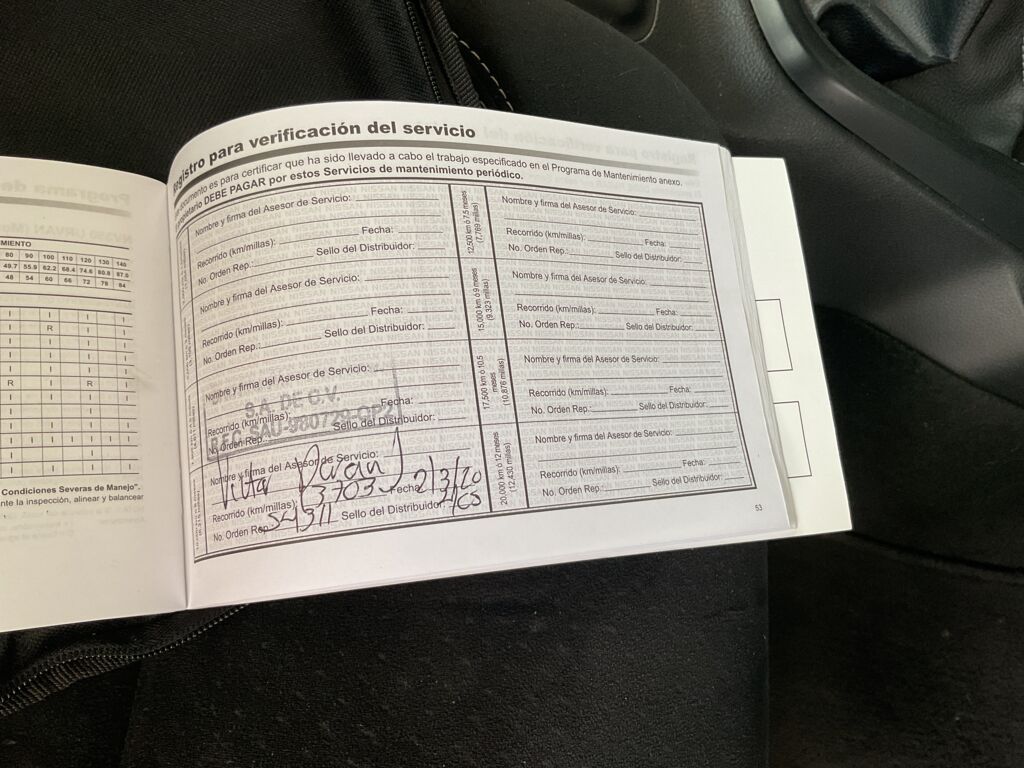 MIENTO
80 90 100 110 120 130 140
49.7 55.9 62.2 68.4 74.6 80.8 87.0
48 54 60 66 72 78 84
I I I I I
I R I I I
I I I I I
I I I I I
I I I I I
R I I R I I
I I I I I
I I I I I
I I I I I
I I I I I I I
I I I I I
I I I I I
Condiciones Severas de Manejo".
nte la inspección, alinear y balancear
Registro para verificación del servicio
documento es para certificar que ha sido llevado a cabo el trabajo especificado en el Programa de Mantenimiento anexo.
propietario DEBE PAGAR por estos Servicios de mantenimiento periódico.
Nombre y firma del Asesor de Servicio:
Recorrido (km/millas): Fecha:
No. Orden Rep.: Sello del Distribuidor:
Nombre y firma del Asesor de Servicio:
Recorrido (km/millas): Fecha:
No. Orden Rep.: Sello del Distribuidor:
Nombre y firma del Asesor de Servicio:
S.A. DE C.V.
Recorrido (km/millas): Fecha:
R.F.C. SAU-980729-QP2
No. Orden Rep. Sello del Distribuidor:
Nombre y firma del Asesor de Servicio:
Recorrido (km/millas): 3703 Fecha: 2/3/20
No. Orden Rep. Sello del Distribuidor:
12,500 km ó 7.5 meses
(7,769 millas)
15,000 km ó 9 meses
(9,323 millas)
17,500 km ó 10.5
meses
(10,876 millas)
20,000 km ó 12 meses
(12,430 millas)
Nombre y firma del Asesor de Servicio:
Recorrido (km/millas): Fecha:
No. Orden Rep.: Sello del Distribuidor:
Nombre y firma del Asesor de Servicio:
Recorrido (km/millas): Fecha:
No. Orden Rep.: Sello del Distribuidor:
Nombre y firma del Asesor de Servicio:
Recorrido (km/millas): Fecha:
No. Orden Rep.: Sello del Distribuidor:
Nombre y firma del Asesor de Servicio:
Recorrido (km/millas): Fecha:
No. Orden Rep.: Sello del Distribuidor:
53